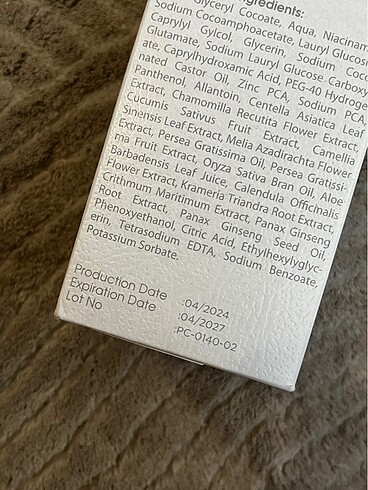 Ingredients:
Glyceryl Cocoate, Aqua, Niacinam
Sodium Cocoamphoacetate, Lauryl Glucose
Caprylyl Gylcol, Glycerin, Sodium Coco
Glutamate, Sodium Lauryl Glucose Carboxy
ate, Caprylhydroxamic Acid, PEG-40 Hydroge
nated Castor Oil, Zinc PCA, Sodium TCA,
Panthenol, Allantoin, Centella Asiatica Leaf
Extract, Chamomilla Recutita Flower Extract,
Cucumis Sativus Fruit Extract, Camellia
Sinensis Leaf Extract, Melia Azadirachta Flower
Extract, Persea Gratissima Oil, Persea Gratissi-
ma Fruit Extract, Oryza Sativa Bran Oil, Aloe
Barbadensis Leaf Juice, Calendula Officinalis
Flower Extract, Krameria Triandra Root Extract,
Crithmum Maritimum Extract, Panax Ginseng
Root Extract, Panax Ginseng Seed Oil,
Phenoxyethanol, Citric Acid, Ethylhexylyglyc-
erin, Tetrasodium EDTA, Sodium Benzoate,
Potassium Sorbate.
Production Date :04/2024
Expiration Date :04/2027
Lot No :PC-0140-02